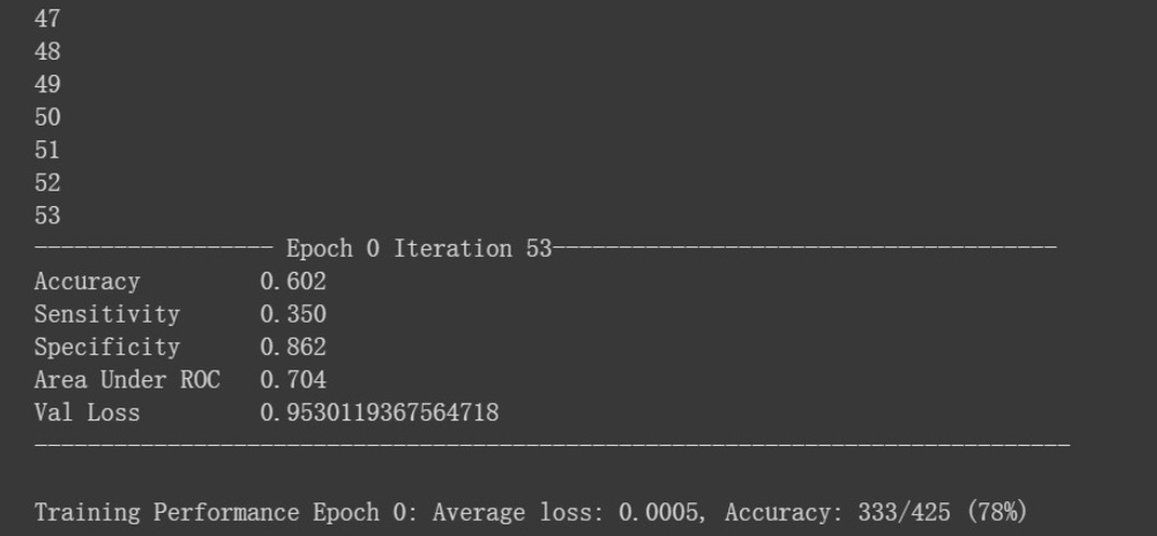 47
48
49
50
51
52
53
------------------ Epoch 0 Iteration 53--------------------------------------
Accuracy 0.602
Sensitivity 0.350
Specificity 0.862
Area Under ROC 0.704
Val Loss 0.9530119367564718
------------------------------------------------------------------------------
Training Performance Epoch 0: Average loss: 0.0005, Accuracy: 333/425 (78%)